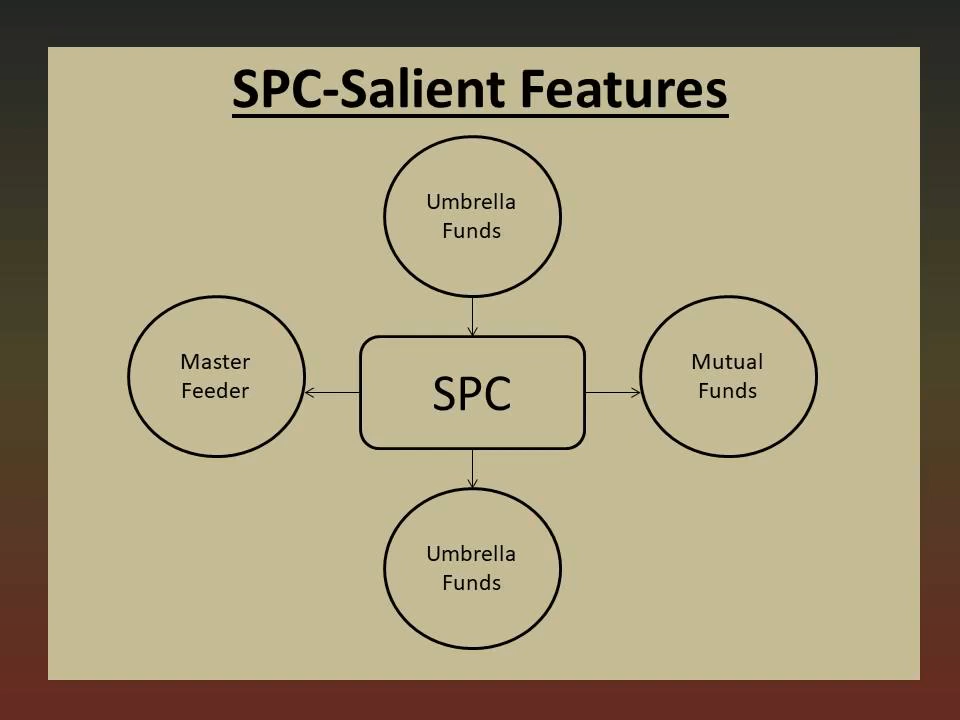 SPC-Salient Features
Umbrella
Funds
Master
Feeder
SPC
Mutual
Funds
Umbrella
Funds